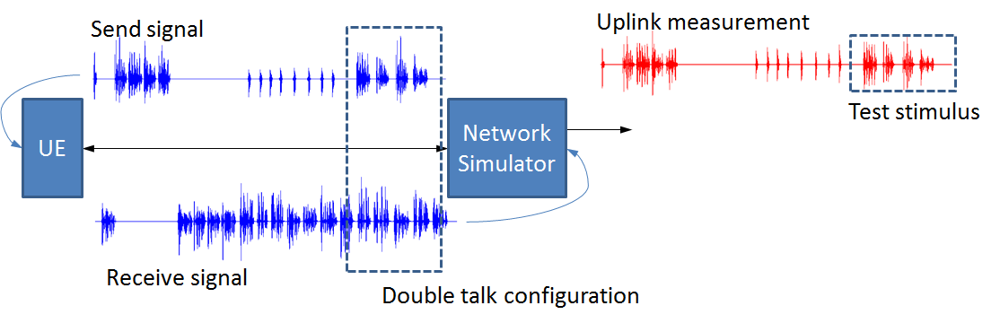 Send signal
Uplink measurement
Test stimulus
UE
Network
Simulator
Receive signal
Double talk configuration